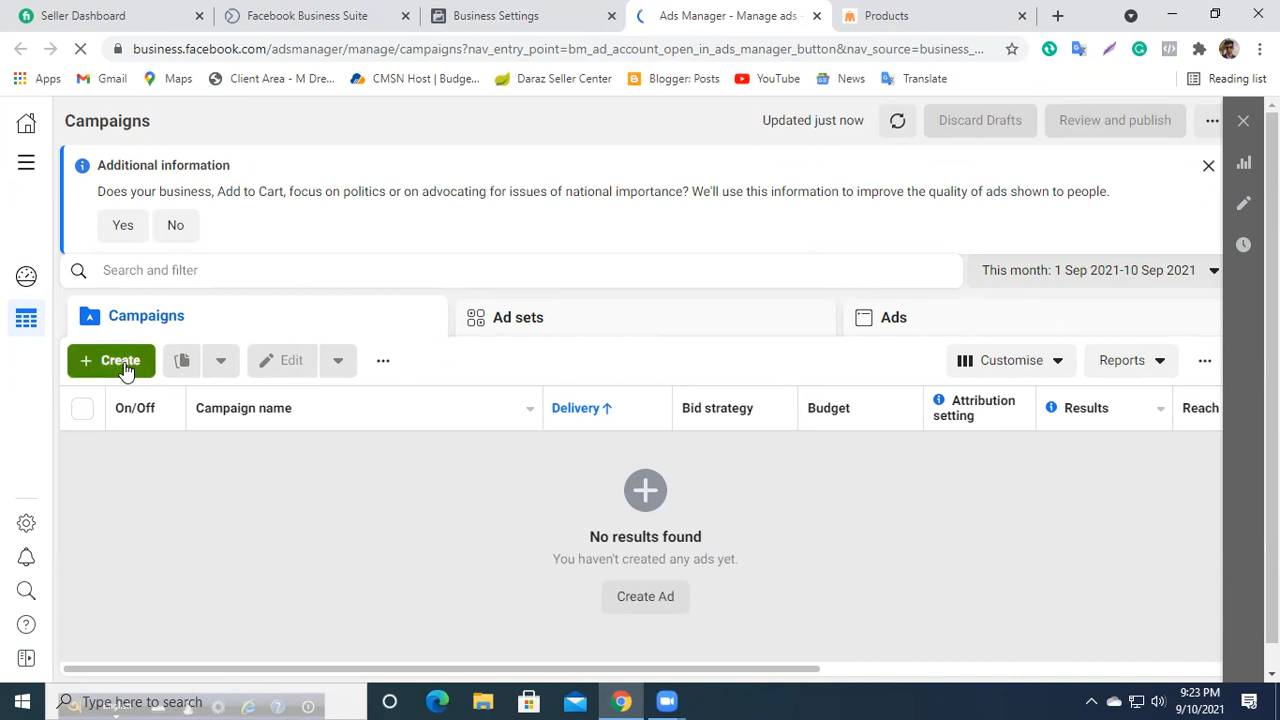 Seller Dashboard
Facebook Business Suite
Business Settings
Ads Manager - Manage ads -
Products
business.facebook.com/adsmanager/manage/campaigns?nav_entry_point=bm_ad_account_open_in_ads_manager_button&nav_source=business_...
Apps
Gmail
Maps
Client Area - M Dre...
CMSN Host | Budge...
Daraz Seller Center
Blogger: Posts
YouTube
News
Translate
Reading list
Campaigns
Updated just now
Discard Drafts
Review and publish
Additional information
Does your business, Add to Cart, focus on politics or on advocating for issues of national importance? We'll use this information to improve the quality of ads shown to people.
Yes
No
Search and filter
This month: 1 Sep 2021-10 Sep 2021
Campaigns
Ad sets
Ads
+ Create
Edit
Customise
Reports
On/Off
Campaign name
Delivery ↑
Bid strategy
Budget
Attribution
setting
Results
Reach
No results found
You haven't created any ads yet.
Create Ad
Type here to search
9:23 PM
9/10/2021